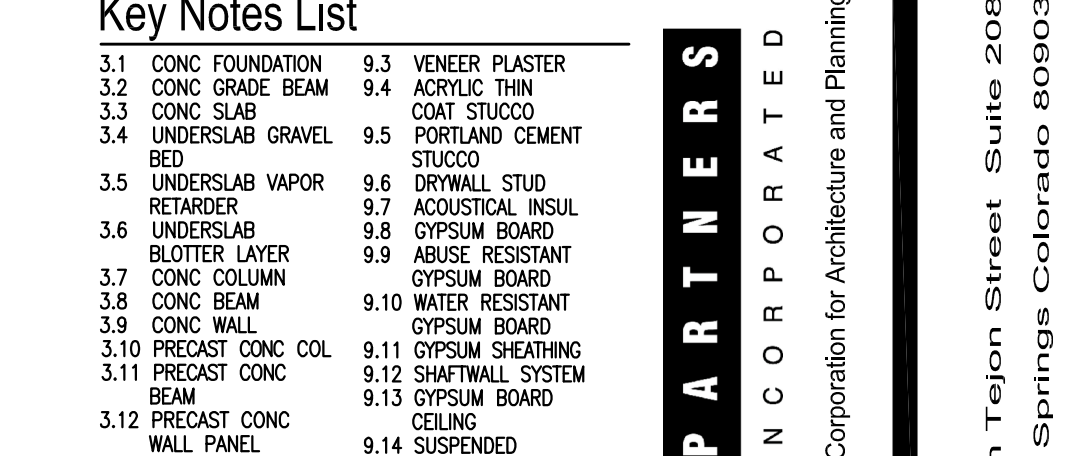 Key Notes List
3.1 CONC FOUNDATION
3.2 CONC GRADE BEAM
3.3 CONC SLAB
3.4 UNDERSLAB GRAVEL
BED
3.5 UNDERSLAB VAPOR
RETARDER
3.6 UNDERSLAB
BLOTTER LAYER
3.7 CONC COLUMN
3.8 CONC BEAM
3.9 CONC WALL
3.10 PRECAST CONC COL
3.11 PRECAST CONC
BEAM
3.12 PRECAST CONC
WALL PANEL
9.3 VENEER PLASTER
9.4 ACRYLIC THIN
COAT STUCCO
9.5 PORTLAND CEMENT
STUCCO
9.6 DRYWALL STUD
9.7 ACOUSTICAL INSUL
9.8 GYPSUM BOARD
9.9 ABUSE RESISTANT
GYPSUM BOARD
9.10 WATER RESISTANT
GYPSUM BOARD
9.11 GYPSUM SHEATHING
9.12 SHAFTWALL SYSTEM
9.13 GYPSUM BOARD
CEILING
9.14 SUSPENDED
PARTNERS
NCORPORATED
Corporation for Architecture and Planning
n Tejon Street Suite 208
Springs Colorado 80903